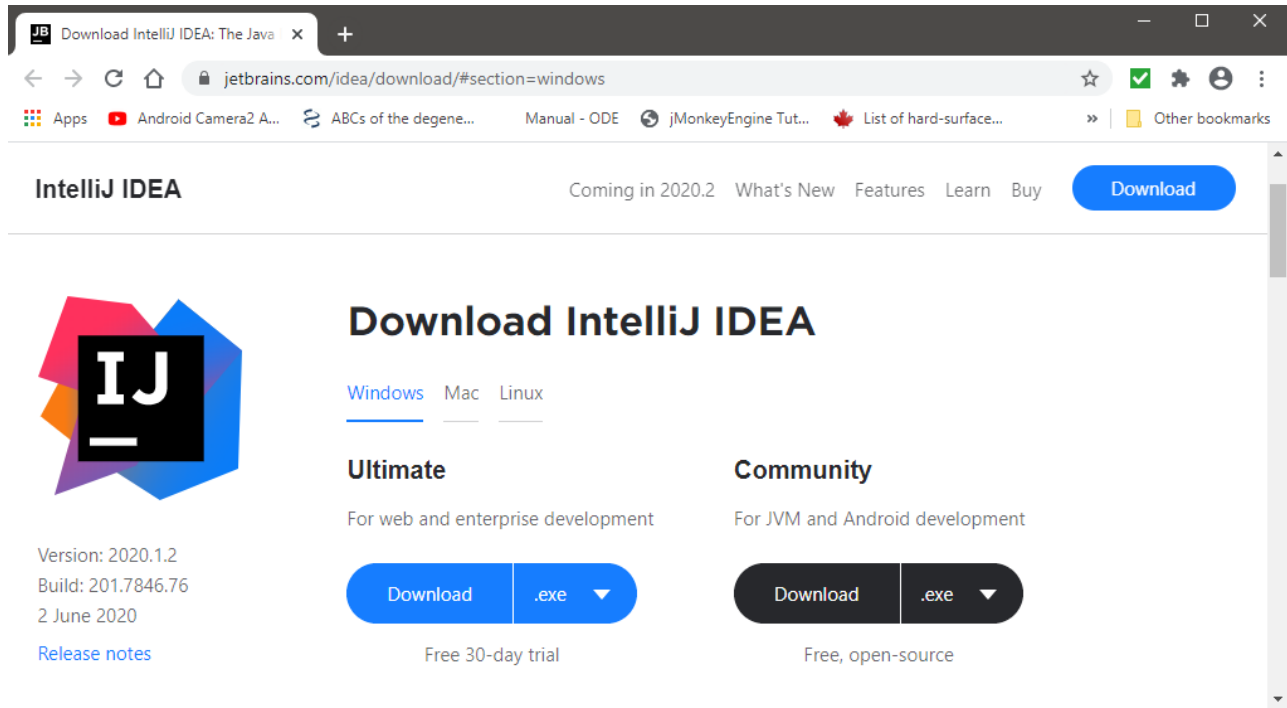 JB Download IntelliJ IDEA: The Java
jetbrains.com/idea/download/#section=windows
Apps Android Camera2 A... ABCs of the degene... Manual - ODE jMonkeyEngine Tut... List of hard-surface... » Other bookmarks
IntelliJ IDEA Coming in 2020.2 What's New Features Learn Buy Download
IJ
Download IntelliJ IDEA
Windows Mac Linux
Ultimate Community
For web and enterprise development For JVM and Android development
Version: 2020.1.2
Build: 201.7846.76
2 June 2020
Release notes
Download .exe Download .exe
Free 30-day trial Free, open-source